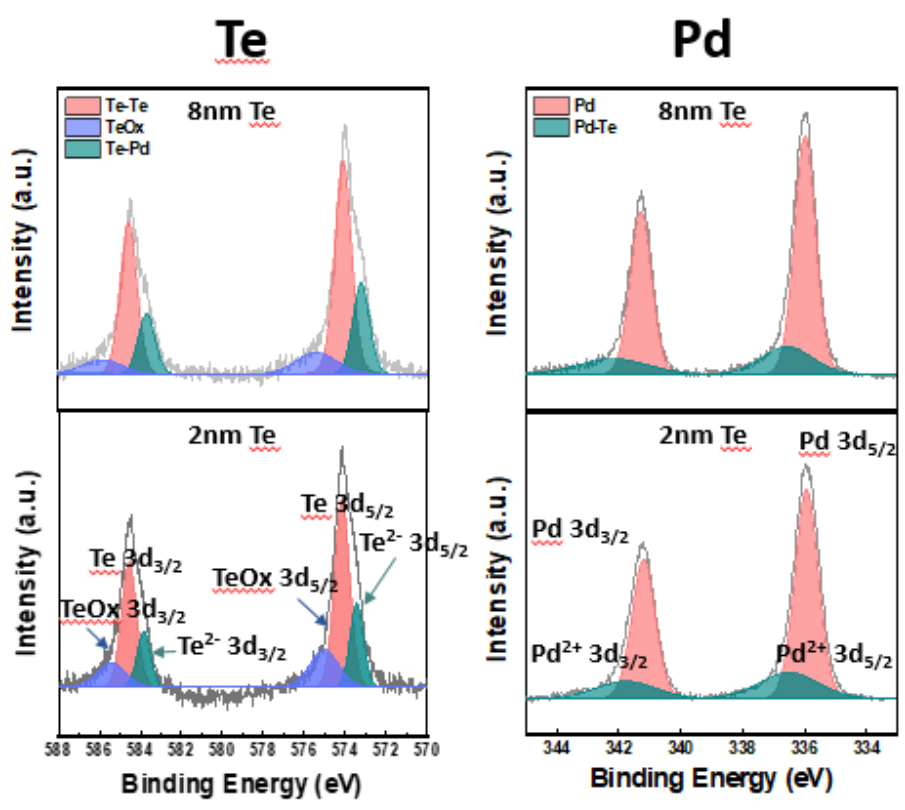 Te
Pd
Te-Te
TeOx
Te-Pd
8nm Te
Intensity (a.u.)
Pd
Pd-Te
8nm Te
Intensity (a.u.)
2nm Te
Te 3d5/2
Te 3d3/2
Te2- 3d5/2
TeOx 3d5/2
TeOx 3d3/2
Te2- 3d3/2
Intensity (a.u.)
588 586 584 582 580 578 576 574 572 570
Binding Energy (eV)
2nm Te
Pd 3d5/2
Pd 3d3/2
Pd2+ 3d3/2
Pd2+ 3d5/2
Intensity (a.u.)
344 342 340 338 336 334
Binding Energy (eV)